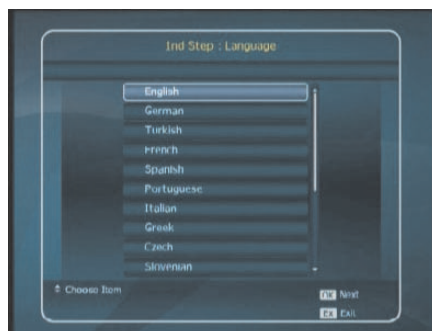 Ind Step : Language
English
German
Turkish
French
Spanish
Portuguese
Italian
Greek
Czech
Slovenian
Choose Item
OK Next
EX Exit